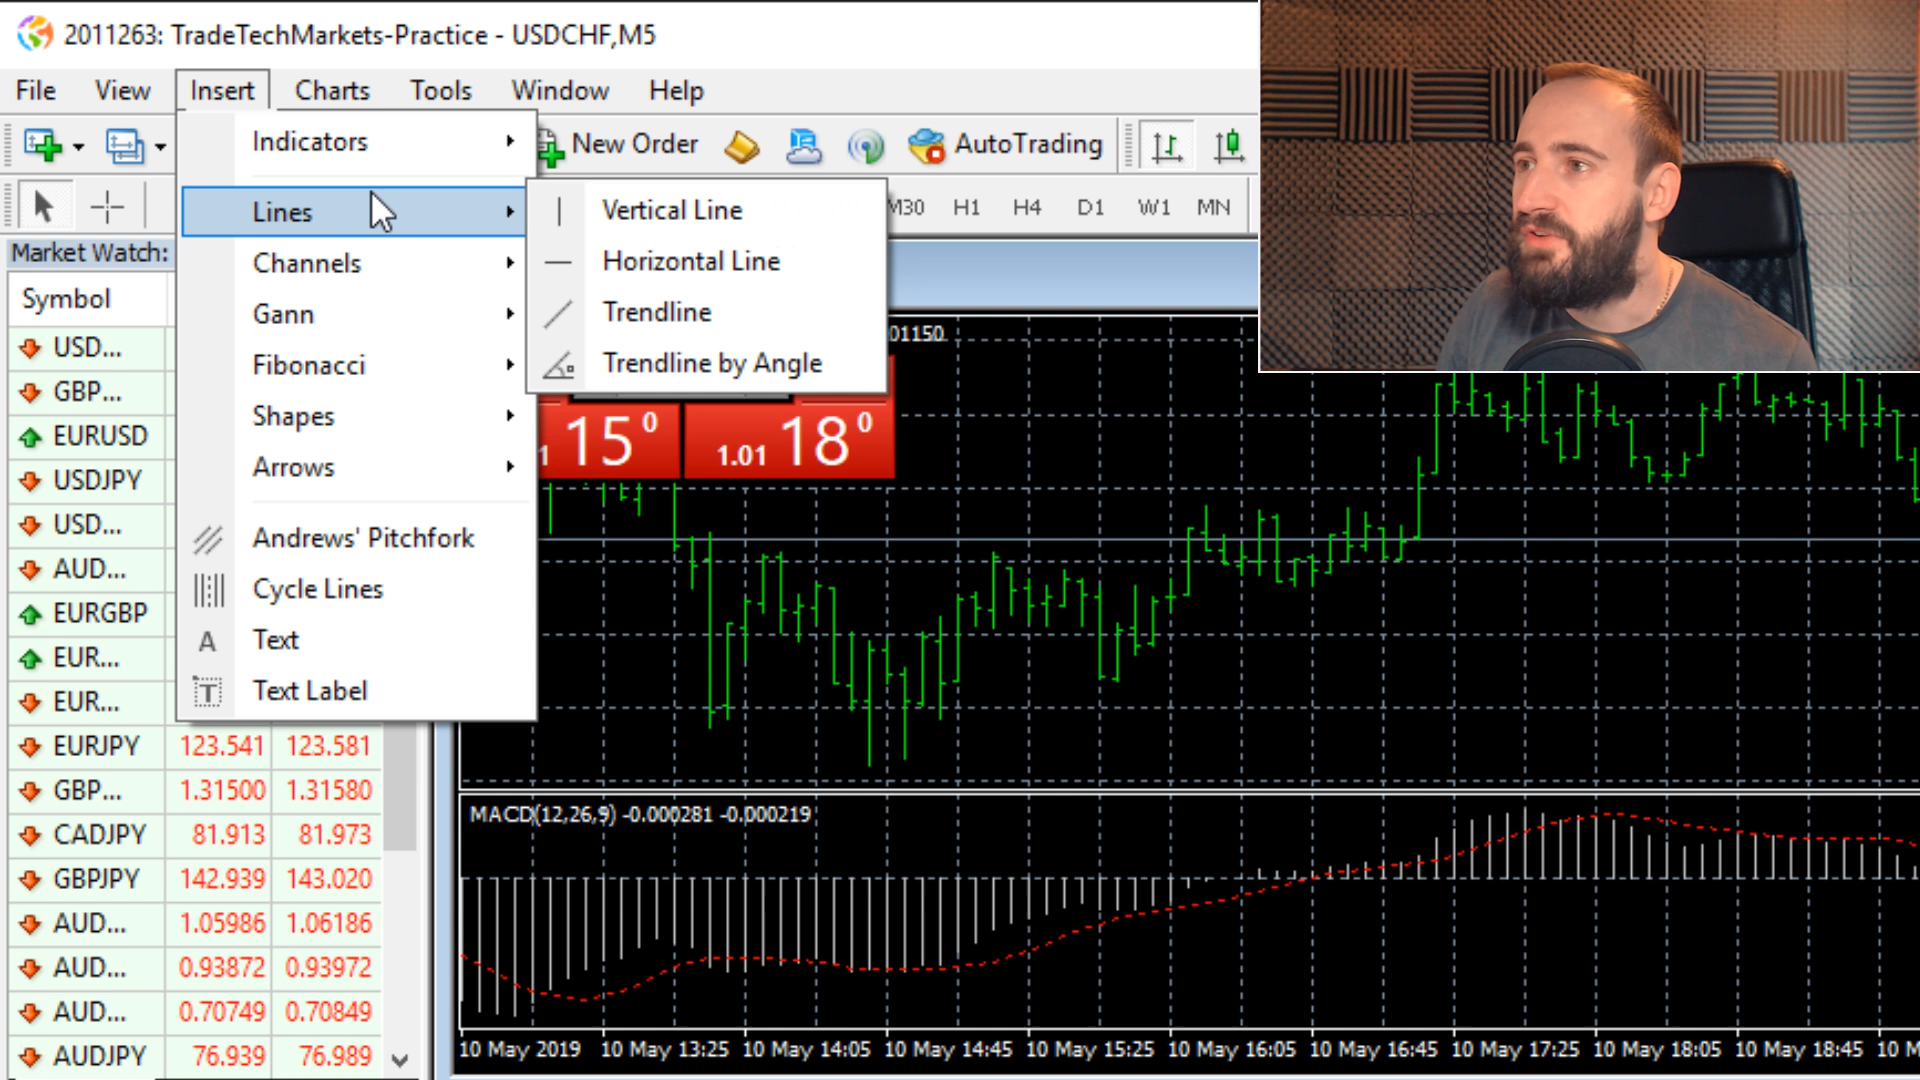 2011263: TradeTechMarkets-Practice - USDCHF,M5
File View Insert Charts Tools Window Help
New Order AutoTrading
M30 H1 H4 D1 W1 MN
Indicators
Lines
Channels
Gann
Fibonacci
Shapes
Arrows
Andrews' Pitchfork
Cycle Lines
A Text
T Text Label
Vertical Line
Horizontal Line
Trendline
Trendline by Angle
Market Watch:
Symbol
USD...
GBP...
EURUSD
USDJPY
USD...
AUD...
EURGBP
EUR...
EUR...
EURJPY 123.541 123.581
GBP... 1.31500 1.31580
CADJPY 81.913 81.973
GBPJPY 142.939 143.020
AUD... 1.05986 1.06186
AUD... 0.93872 0.93972
AUD... 0.70749 0.70849
AUDJPY 76.939 76.989
01150
1 15 0
1.01 18 0
MACD(12,26,9) -0.000281 -0.000219
10 May 2019 10 May 13:25 10 May 14:05 10 May 14:45 10 May 15:25 10 May 16:05 10 May 16:45 10 May 17:25 10 May 18:05 10 May 18:45 10 M